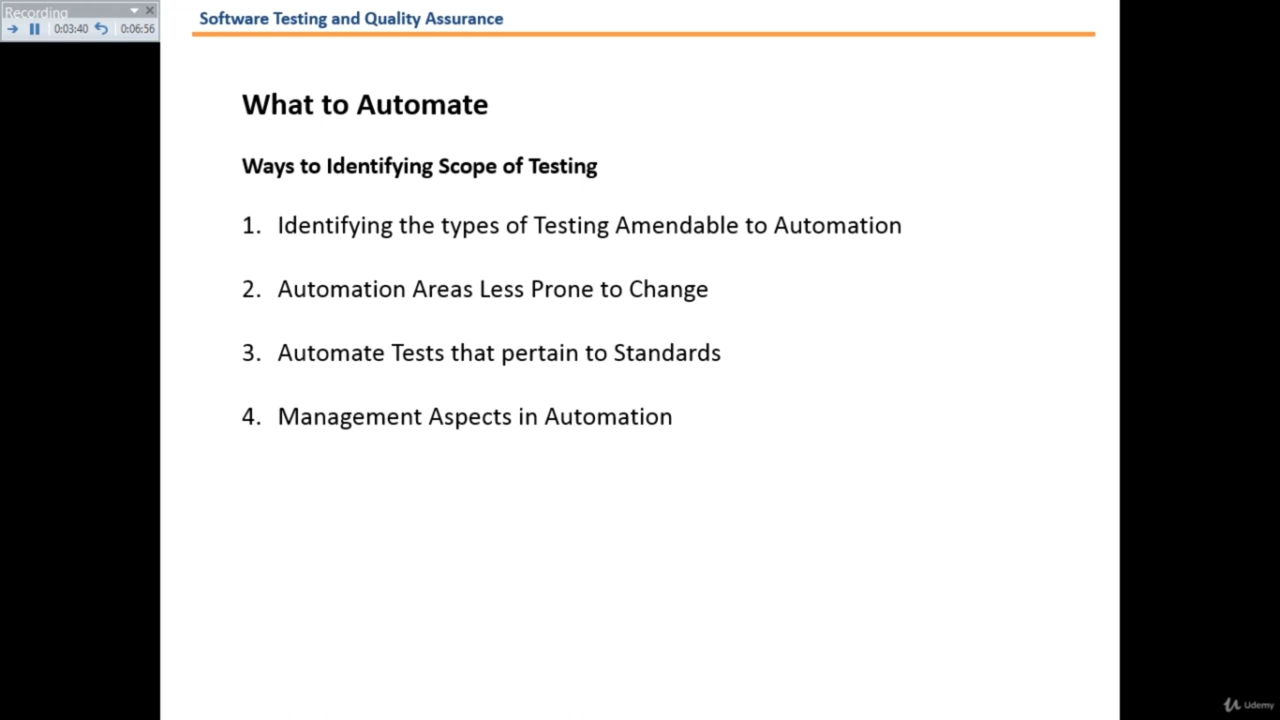 Recording
0:03:40 0:06:56
Software Testing and Quality Assurance
What to Automate
Ways to Identifying Scope of Testing
1. Identifying the types of Testing Amendable to Automation
2. Automation Areas Less Prone to Change
3. Automate Tests that pertain to Standards
4. Management Aspects in Automation
Udemy